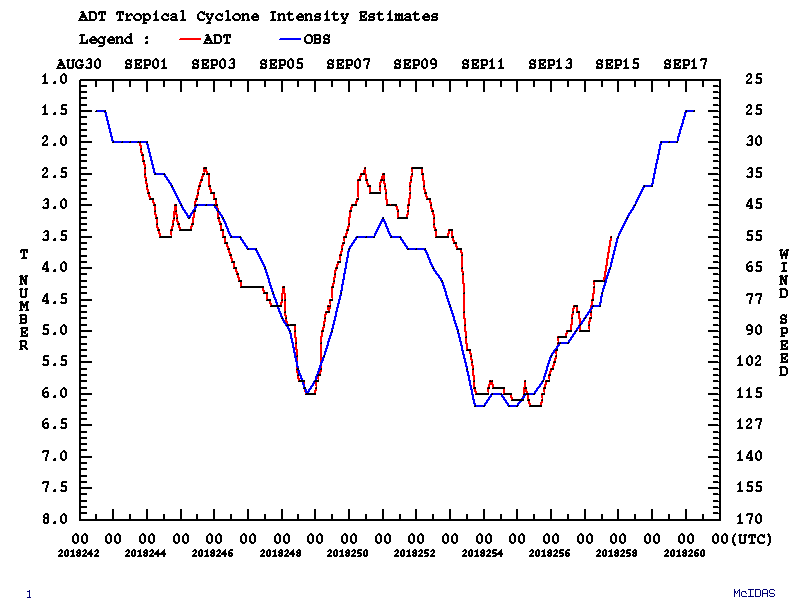 ADT Tropical Cyclone Intensity Estimates
Legend : ADT OBS
AUG30 SEP01 SEP03 SEP05 SEP07 SEP09 SEP11 SEP13 SEP15 SEP17
1.0 25
1.5 25
2.0 30
2.5 35
3.0 45
3.5 55
4.0 65
4.5 77
5.0 90
5.5 102
6.0 115
6.5 127
7.0 140
7.5 155
8.0 170
T NUMBER
WIND SPEED
00 00 00 00 00 00 00 00 00 00 00 00 00 00 00 00 00 00 00 00 (UTC)
2018242 2018244 2018246 2018248 2018250 2018252 2018254 2018256 2018258 2018260
1 McIDAS